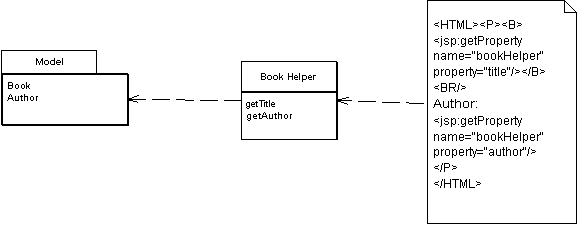 Model
Book
Author
Book Helper
getTitle
getAuthor
<HTML><P><B>
<jsp:getProperty
name="bookHelper"
property="title"/></B>
<BR/>
Author:
<jsp:getProperty
name="bookHelper"
property="author"/>
</P>
</HTML>